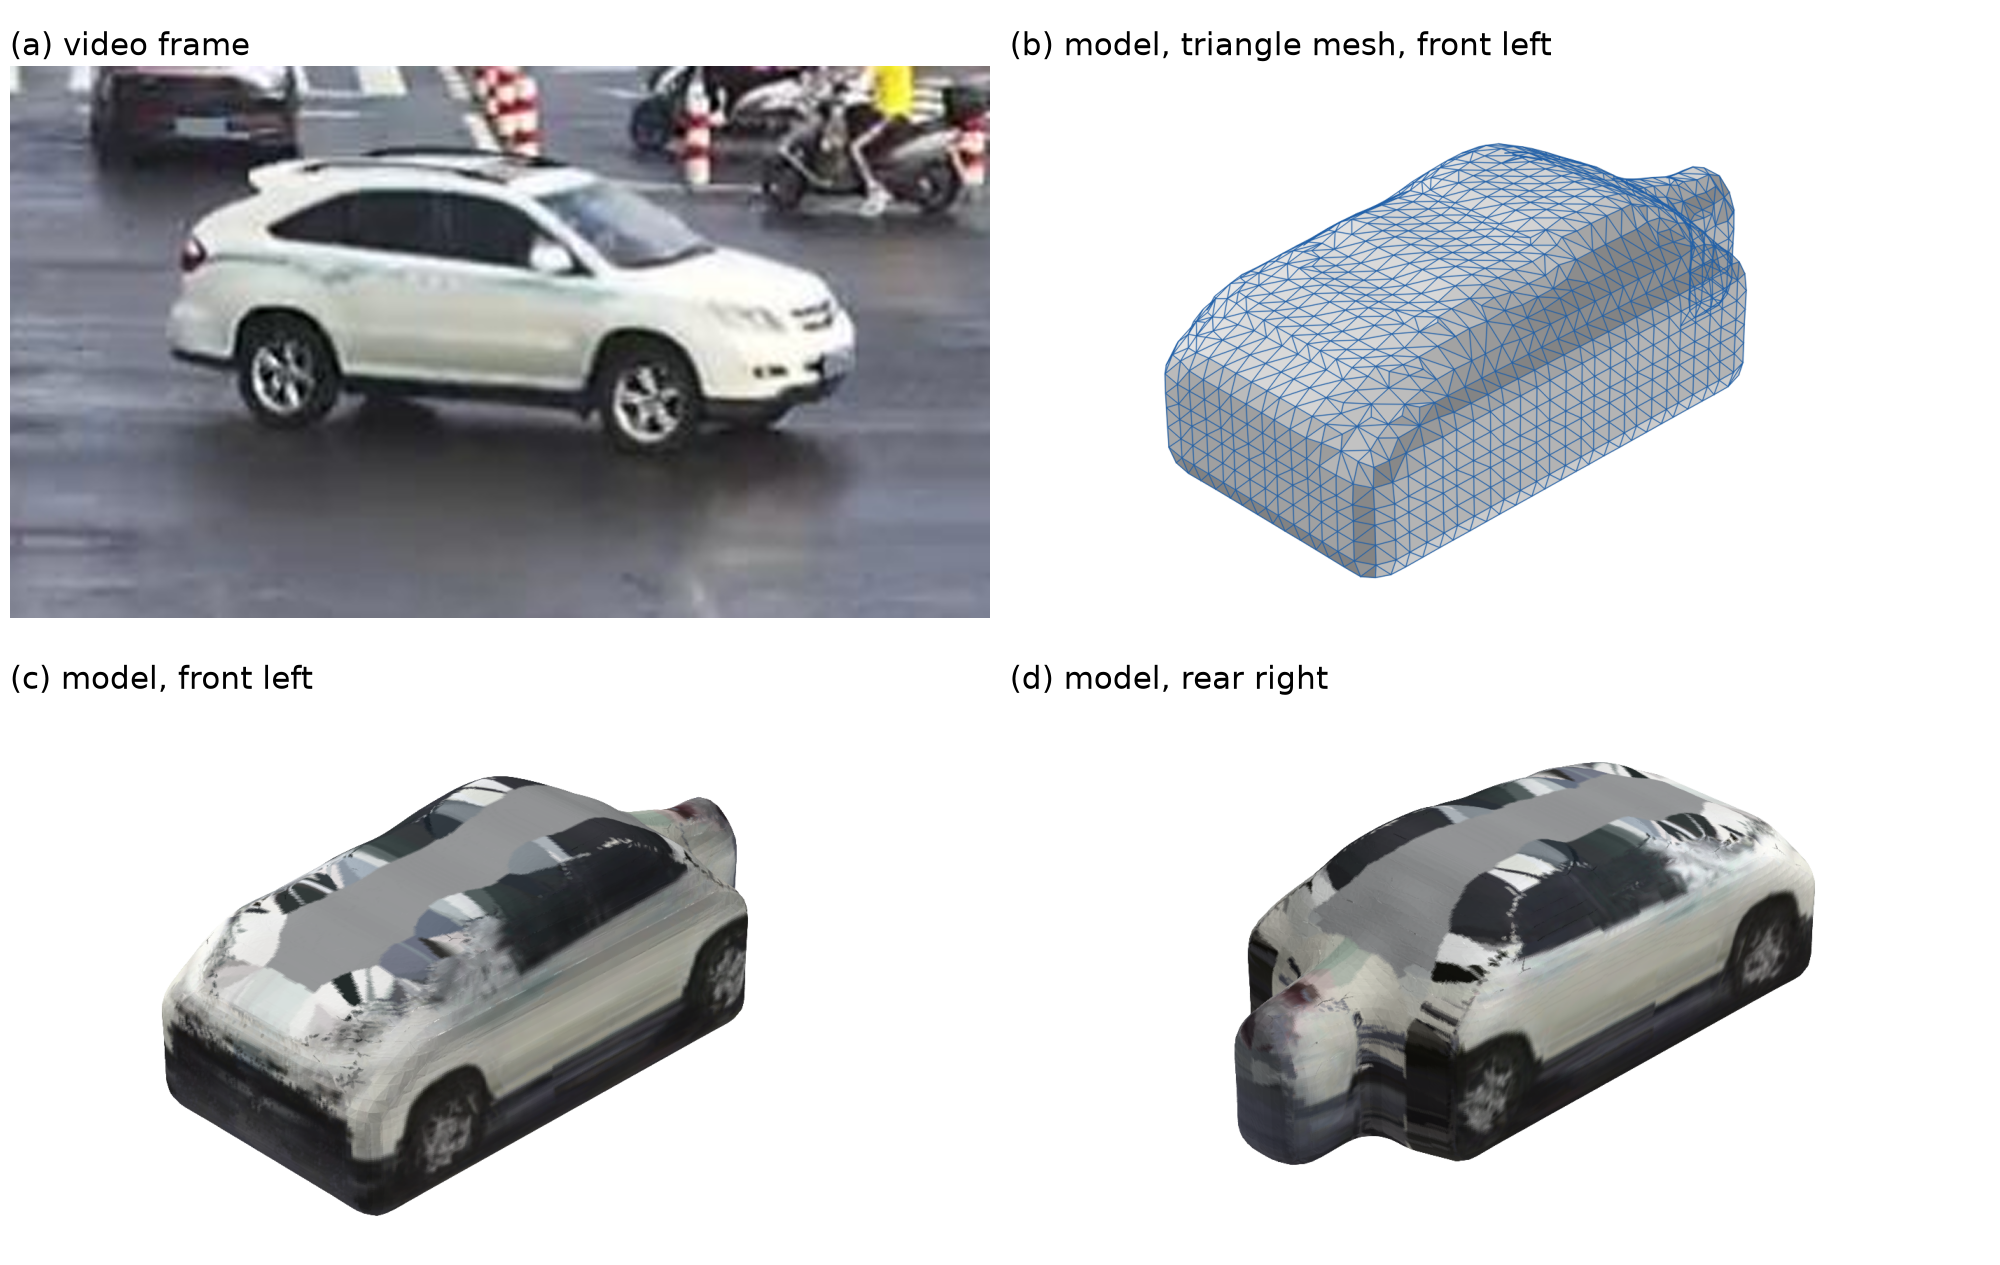 (a) video frame
(b) model, triangle mesh, front left
(c) model, front left
(d) model, rear right